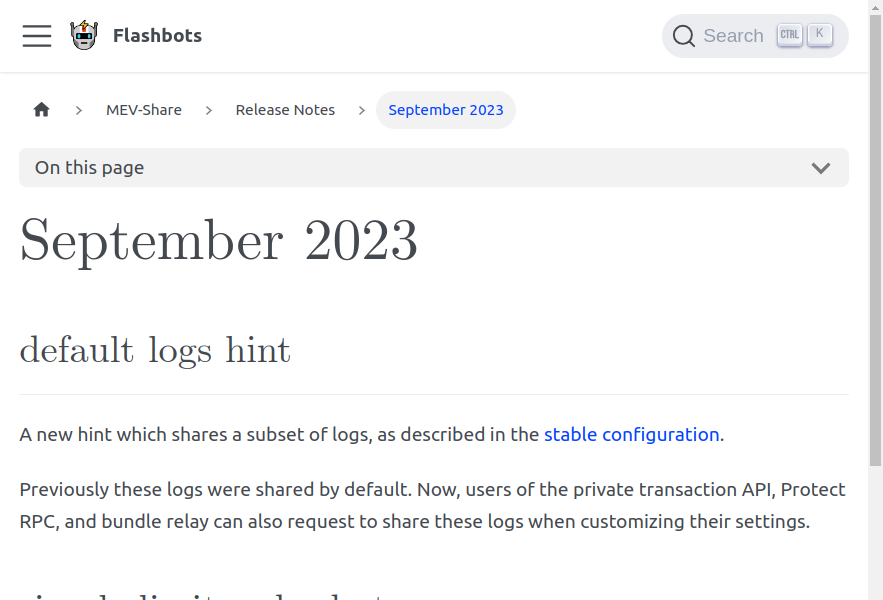 Flashbots
Search CTRL K
MEV-Share > Release Notes > September 2023
On this page
September 2023
default logs hint
A new hint which shares a subset of logs, as described in the stable configuration.
Previously these logs were shared by default. Now, users of the private transaction API, Protect
RPC, and bundle relay can also request to share these logs when customizing their settings.